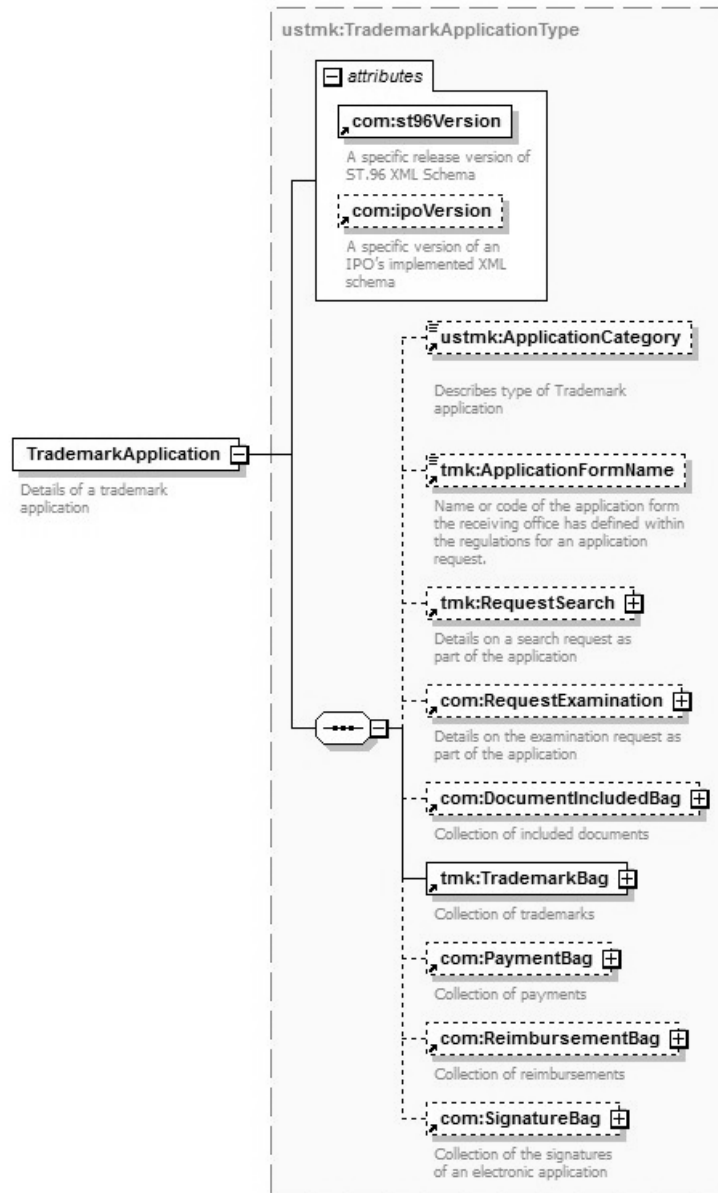 ustmk:TrademarkApplicationType
attributes
com:st96Version
A specific release version of
ST.96 XML Schema
com:ipoVersion
A specific version of an
IPO's implemented XML
schema
ustmk:ApplicationCategory
Describes type of Trademark
application
TrademarkApplication
Details of a trademark
application
tmk:ApplicationFormName
Name or code of the application form
the receiving office has defined within
the regulations for an application
request.
tmk:RequestSearch
Details on a search request as
part of the application
com:RequestExamination
Details on the examination request as
part of the application
com:DocumentIncludedBag
Collection of included documents
tmk:TrademarkBag
Collection of trademarks
com:PaymentBag
Collection of payments
com:ReimbursementBag
Collection of reimbursements
com:SignatureBag
Collection of the signatures
of an electronic application